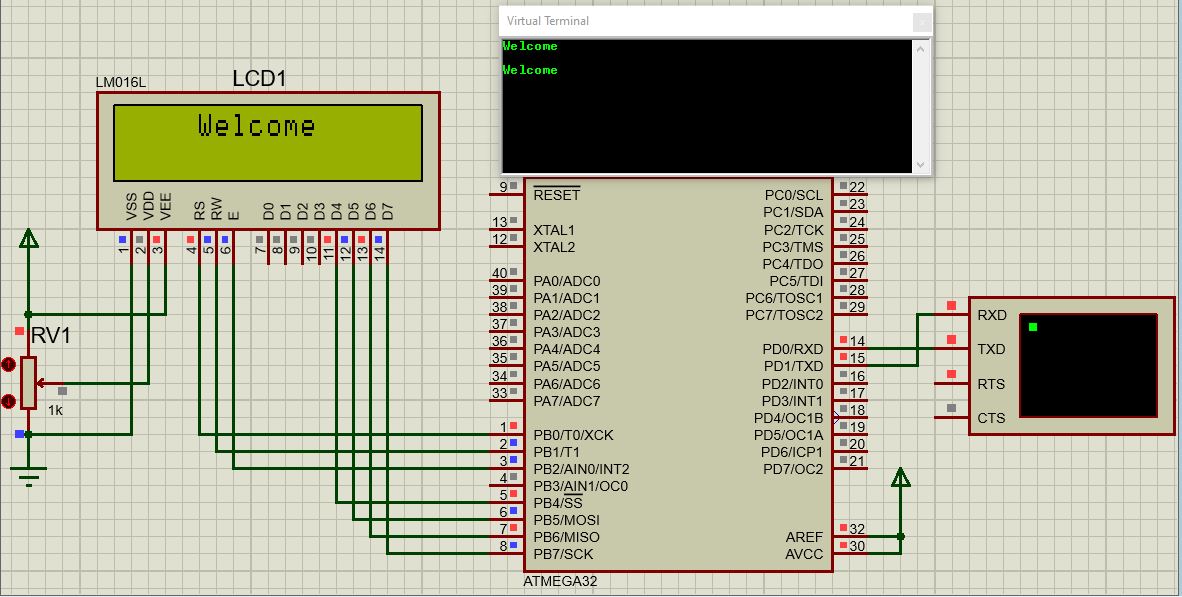 Virtual Terminal
Welcome
Welcome
LM016L
LCD1
Welcome
VSS VDD VEE RS RW E D0 D1 D2 D3 D4 D5 D6 D7
1 2 3 4 5 6 7 8 9 10 11 12 13 14
RV1
1k
9 RESET PC0/SCL 22
PC1/SDA 23
13 XTAL1 PC2/TCK 24
12 XTAL2 PC3/TMS 25
PC4/TDO 26
40 PA0/ADC0 PC5/TDI 27
39 PA1/ADC1 PC6/TOSC1 28
38 PA2/ADC2 PC7/TOSC2 29
37 PA3/ADC3
36 PA4/ADC4 PD0/RXD 14
35 PA5/ADC5 PD1/TXD 15
34 PA6/ADC6 PD2/INT0 16
33 PA7/ADC7 PD3/INT1 17
PD4/OC1B 18
1 PB0/T0/XCK PD5/OC1A 19
2 PB1/T1 PD6/ICP1 20
3 PB2/AIN0/INT2 PD7/OC2 21
4 PB3/AIN1/OC0
5 PB4/SS
6 PB5/MOSI
7 PB6/MISO AREF 32
8 PB7/SCK AVCC 30
ATMEGA32
RXD
TXD
RTS
CTS